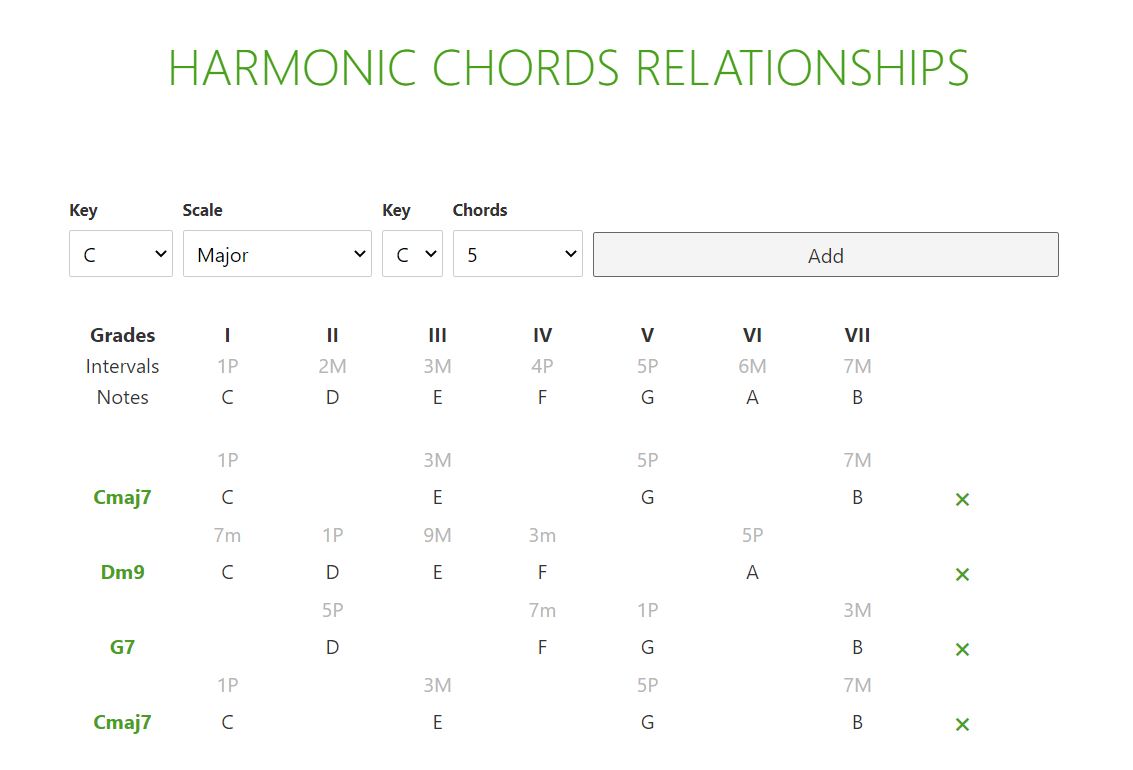 HARMONIC CHORDS RELATIONSHIPS
Key Scale Key Chords
C Major C 5 Add
Grades I II III IV V VI VII
Intervals 1P 2M 3M 4P 5P 6M 7M
Notes C D E F G A B
1P 3M 5P 7M
Cmaj7 C E G B ×
7m 1P 9M 3m 5P
Dm9 C D E F A ×
5P 7m 1P 3M
G7 D F G B ×
1P 3M 5P 7M
Cmaj7 C E G B ×